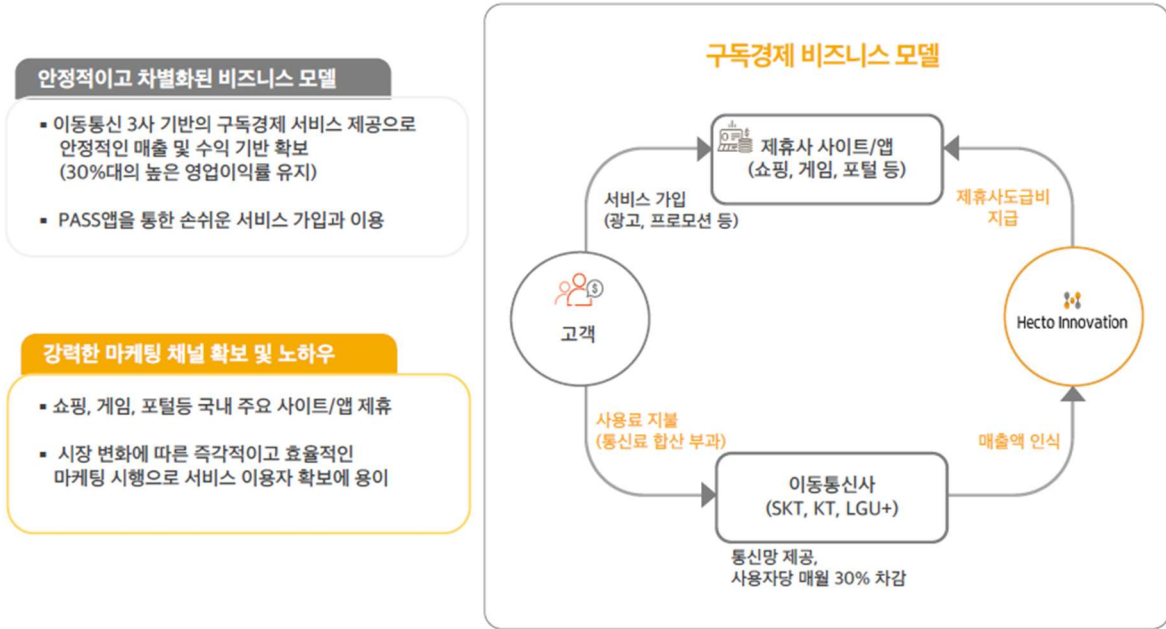 안정적이고 차별화된 비즈니스 모델
▪ 이동통신 3사 기반의 구독경제 서비스 제공으로
안정적인 매출 및 수익 기반 확보
(30%대의 높은 영업이익률 유지)
▪ PASS앱을 통한 손쉬운 서비스 가입과 이용
강력한 마케팅 채널 확보 및 노하우
▪ 쇼핑, 게임, 포털등 국내 주요 사이트/앱 제휴
▪ 시장 변화에 따른 즉각적이고 효율적인
마케팅 시행으로 서비스 이용자 확보에 용이
구독경제 비즈니스 모델
제휴사 사이트/앱
(쇼핑, 게임, 포털 등)
서비스 가입
(광고, 프로모션 등)
제휴사도급비
지급
고객
Hecto Innovation
사용료 지불
(통신료 합산 부과)
매출액 인식
이동통신사
(SKT, KT, LGU+)
통신망 제공,
사용자당 매월 30% 차감